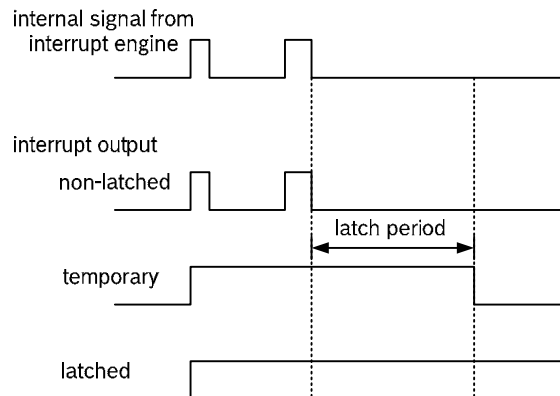 internal signal from
interrupt engine
interrupt output
non-latched
latch period
temporary
latched